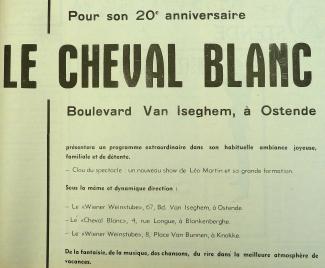 Pour son 20e anniversaire
LE CHEVAL BLANC
Boulevard Van Iseghem, à Ostende
présentera un programme extraordinaire dans son habituelle ambiance joyeuse,
familiale et de détente.
– Clou du spectacle : un nouveau show de Léo Martin et sa grande formation.
Sous la même et dynamique direction :
– Le «Wiener Weinstube», 67, Bd. Van Iseghem, à Ostende.
– Le «Cheval Blanc», 4, rue Longue, à Blankenberghe.
– Le «Wiener Weinstube», 8, Place Van Bunnen, à Knokke.
De la fantaisie, de la musique, des chansons, du rire dans la meilleure atmosphère de
vacances.